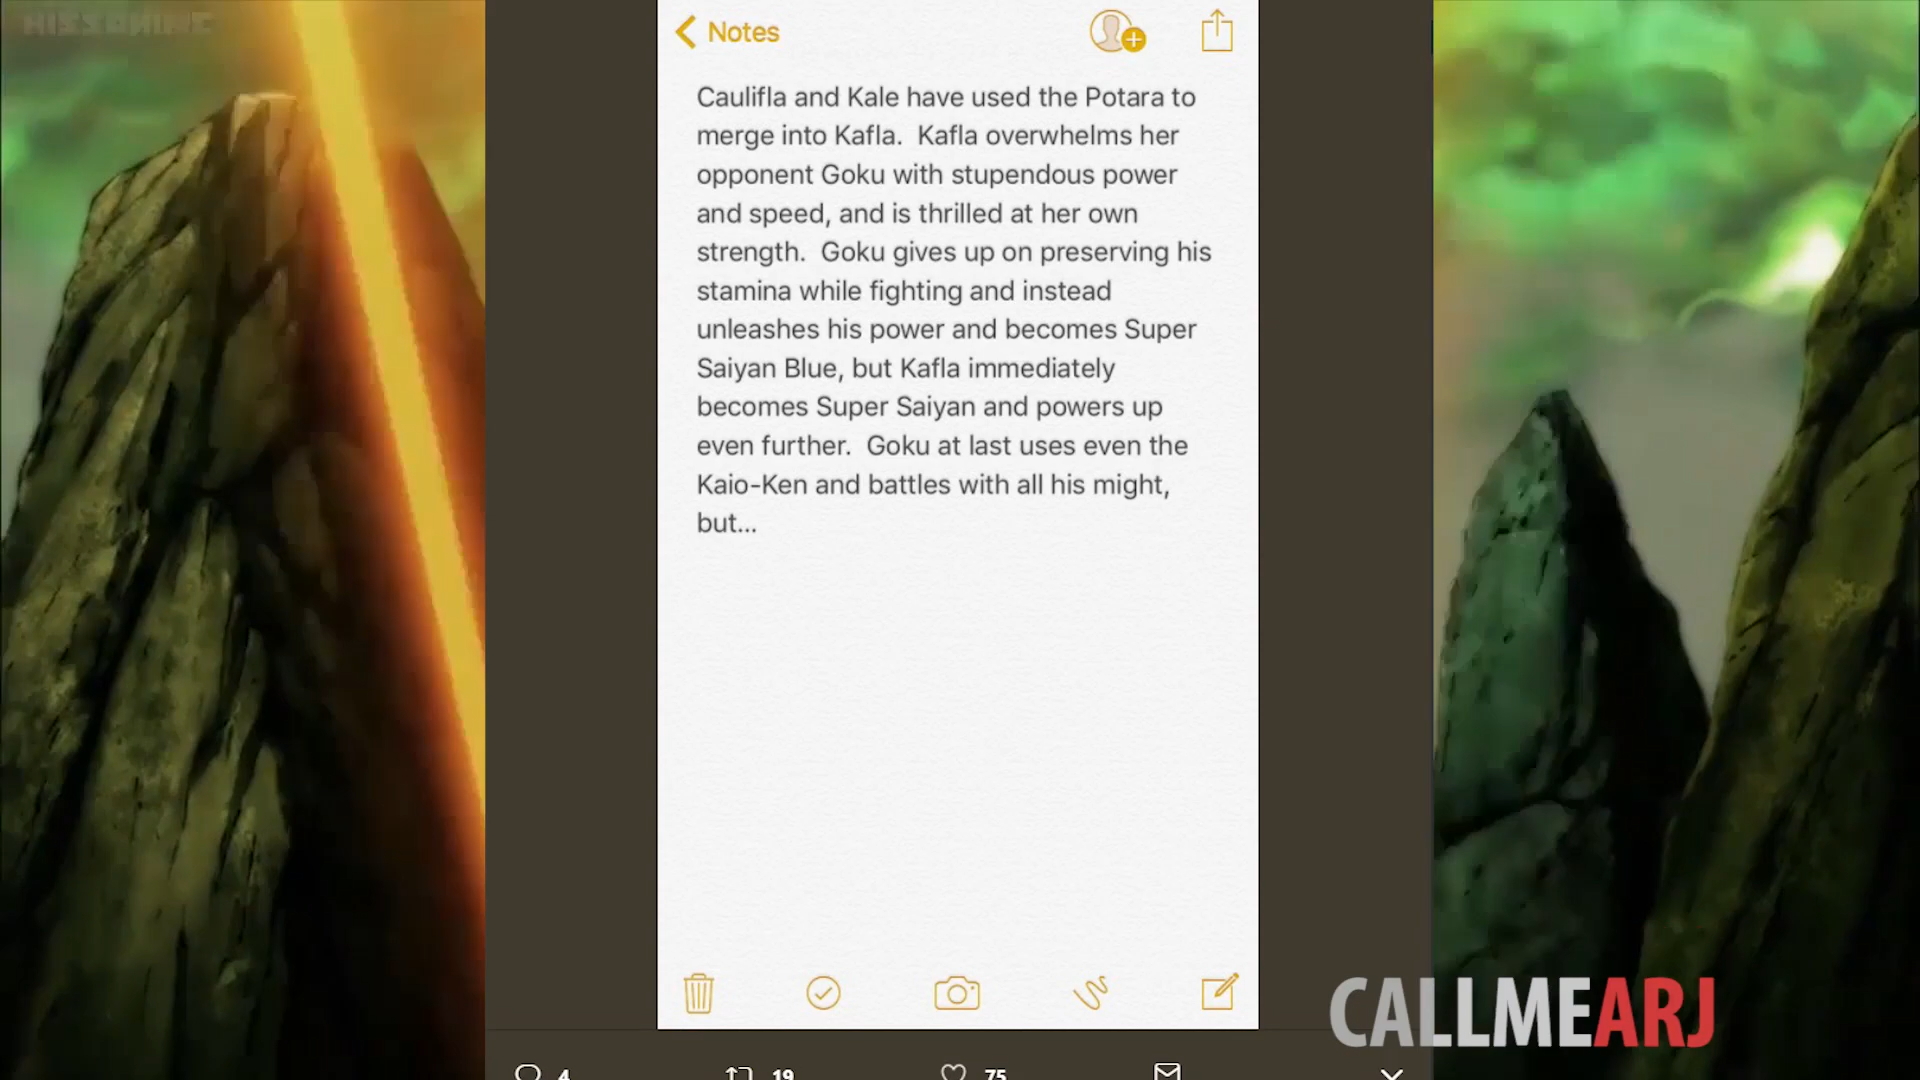 Notes
Caulifla and Kale have used the Potara to
merge into Kafla.  Kafla overwhelms her
opponent Goku with stupendous power
and speed, and is thrilled at her own
strength.  Goku gives up on preserving his
stamina while fighting and instead
unleashes his power and becomes Super
Saiyan Blue, but Kafla immediately
becomes Super Saiyan and powers up
even further.  Goku at last uses even the
Kaio-Ken and battles with all his might,
but...
CALLMEARJ
4 19 75